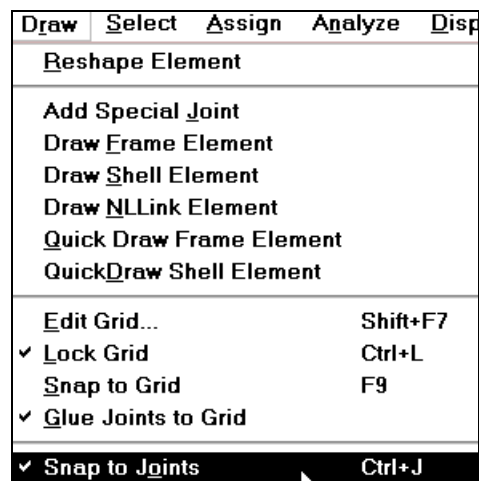 Draw Select Assign Analyze Disp
Reshape Element
Add Special Joint
Draw Frame Element
Draw Shell Element
Draw NLLink Element
Quick Draw Frame Element
QuickDraw Shell Element
Edit Grid... Shift+F7
✓ Lock Grid Ctrl+L
Snap to Grid F9
✓ Glue Joints to Grid
✓ Snap to Joints Ctrl+J